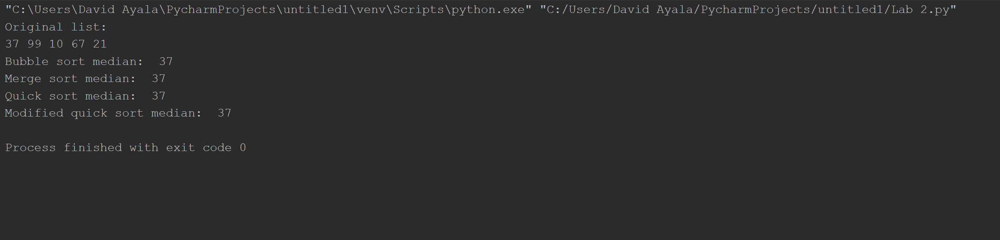 "C:\Users\David Ayala\PycharmProjects\untitled1\venv\Scripts\python.exe" "C:/Users/David Ayala/PycharmProjects/untitled1/Lab 2.py"
Original list:
37 99 10 67 21
Bubble sort median:  37
Merge sort median:  37
Quick sort median:  37
Modified quick sort median:  37
Process finished with exit code 0